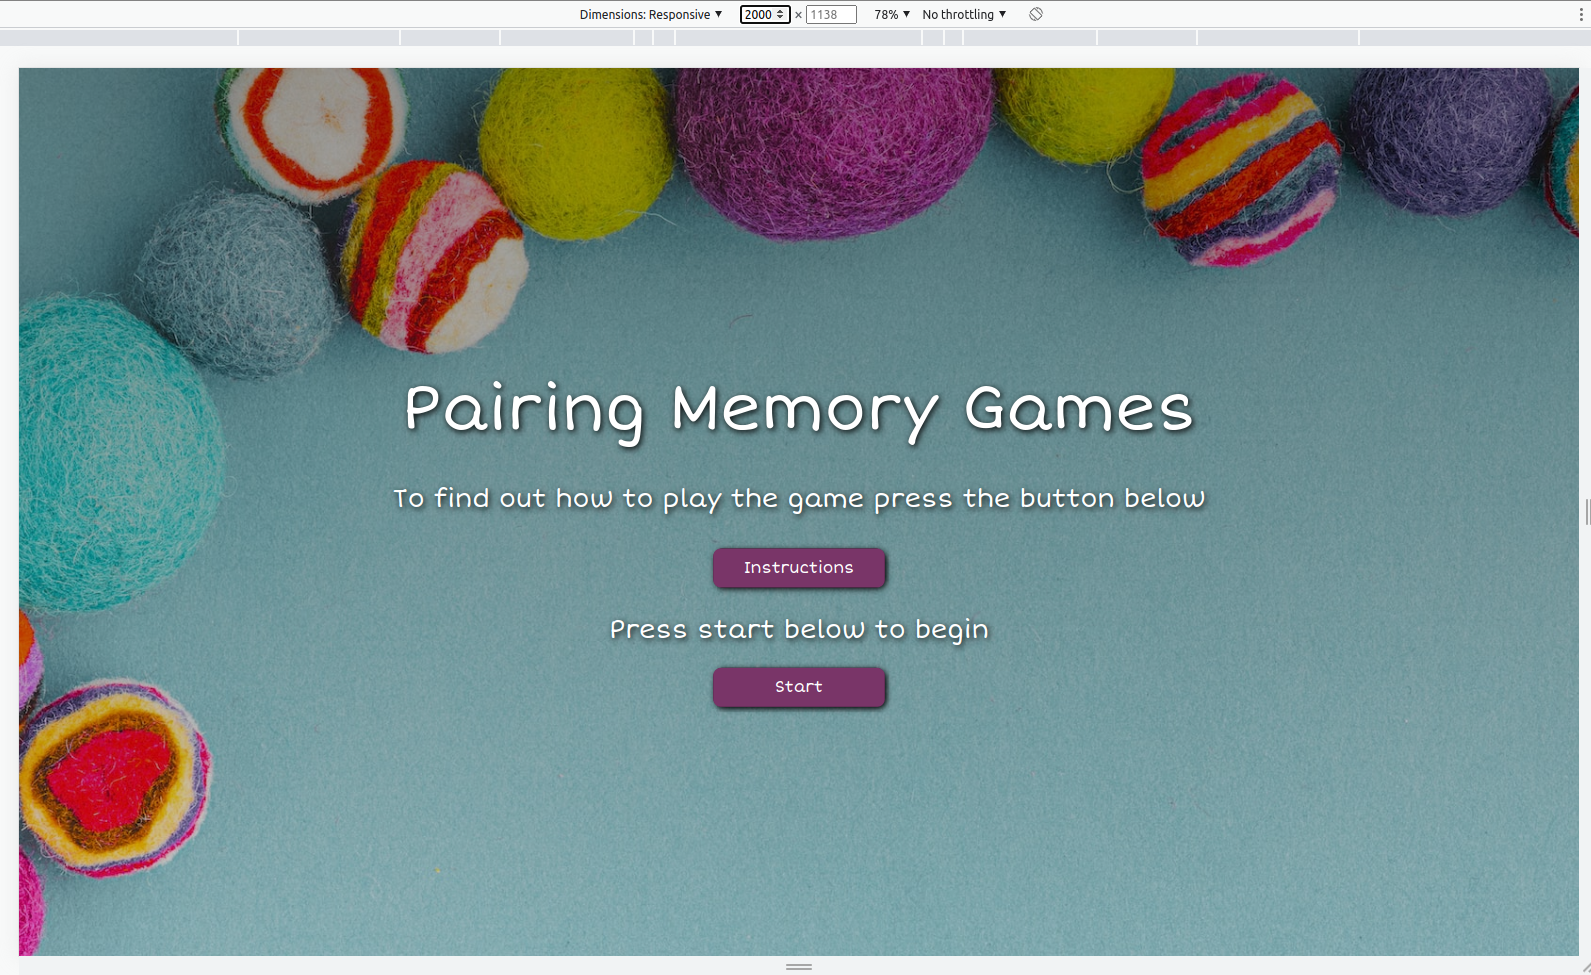 Dimensions: Responsive ▼ 2000 × 1138 78% ▼ No throttling ▼
Pairing Memory Games
To find out how to play the game press the button below
Instructions
Press start below to begin
Start